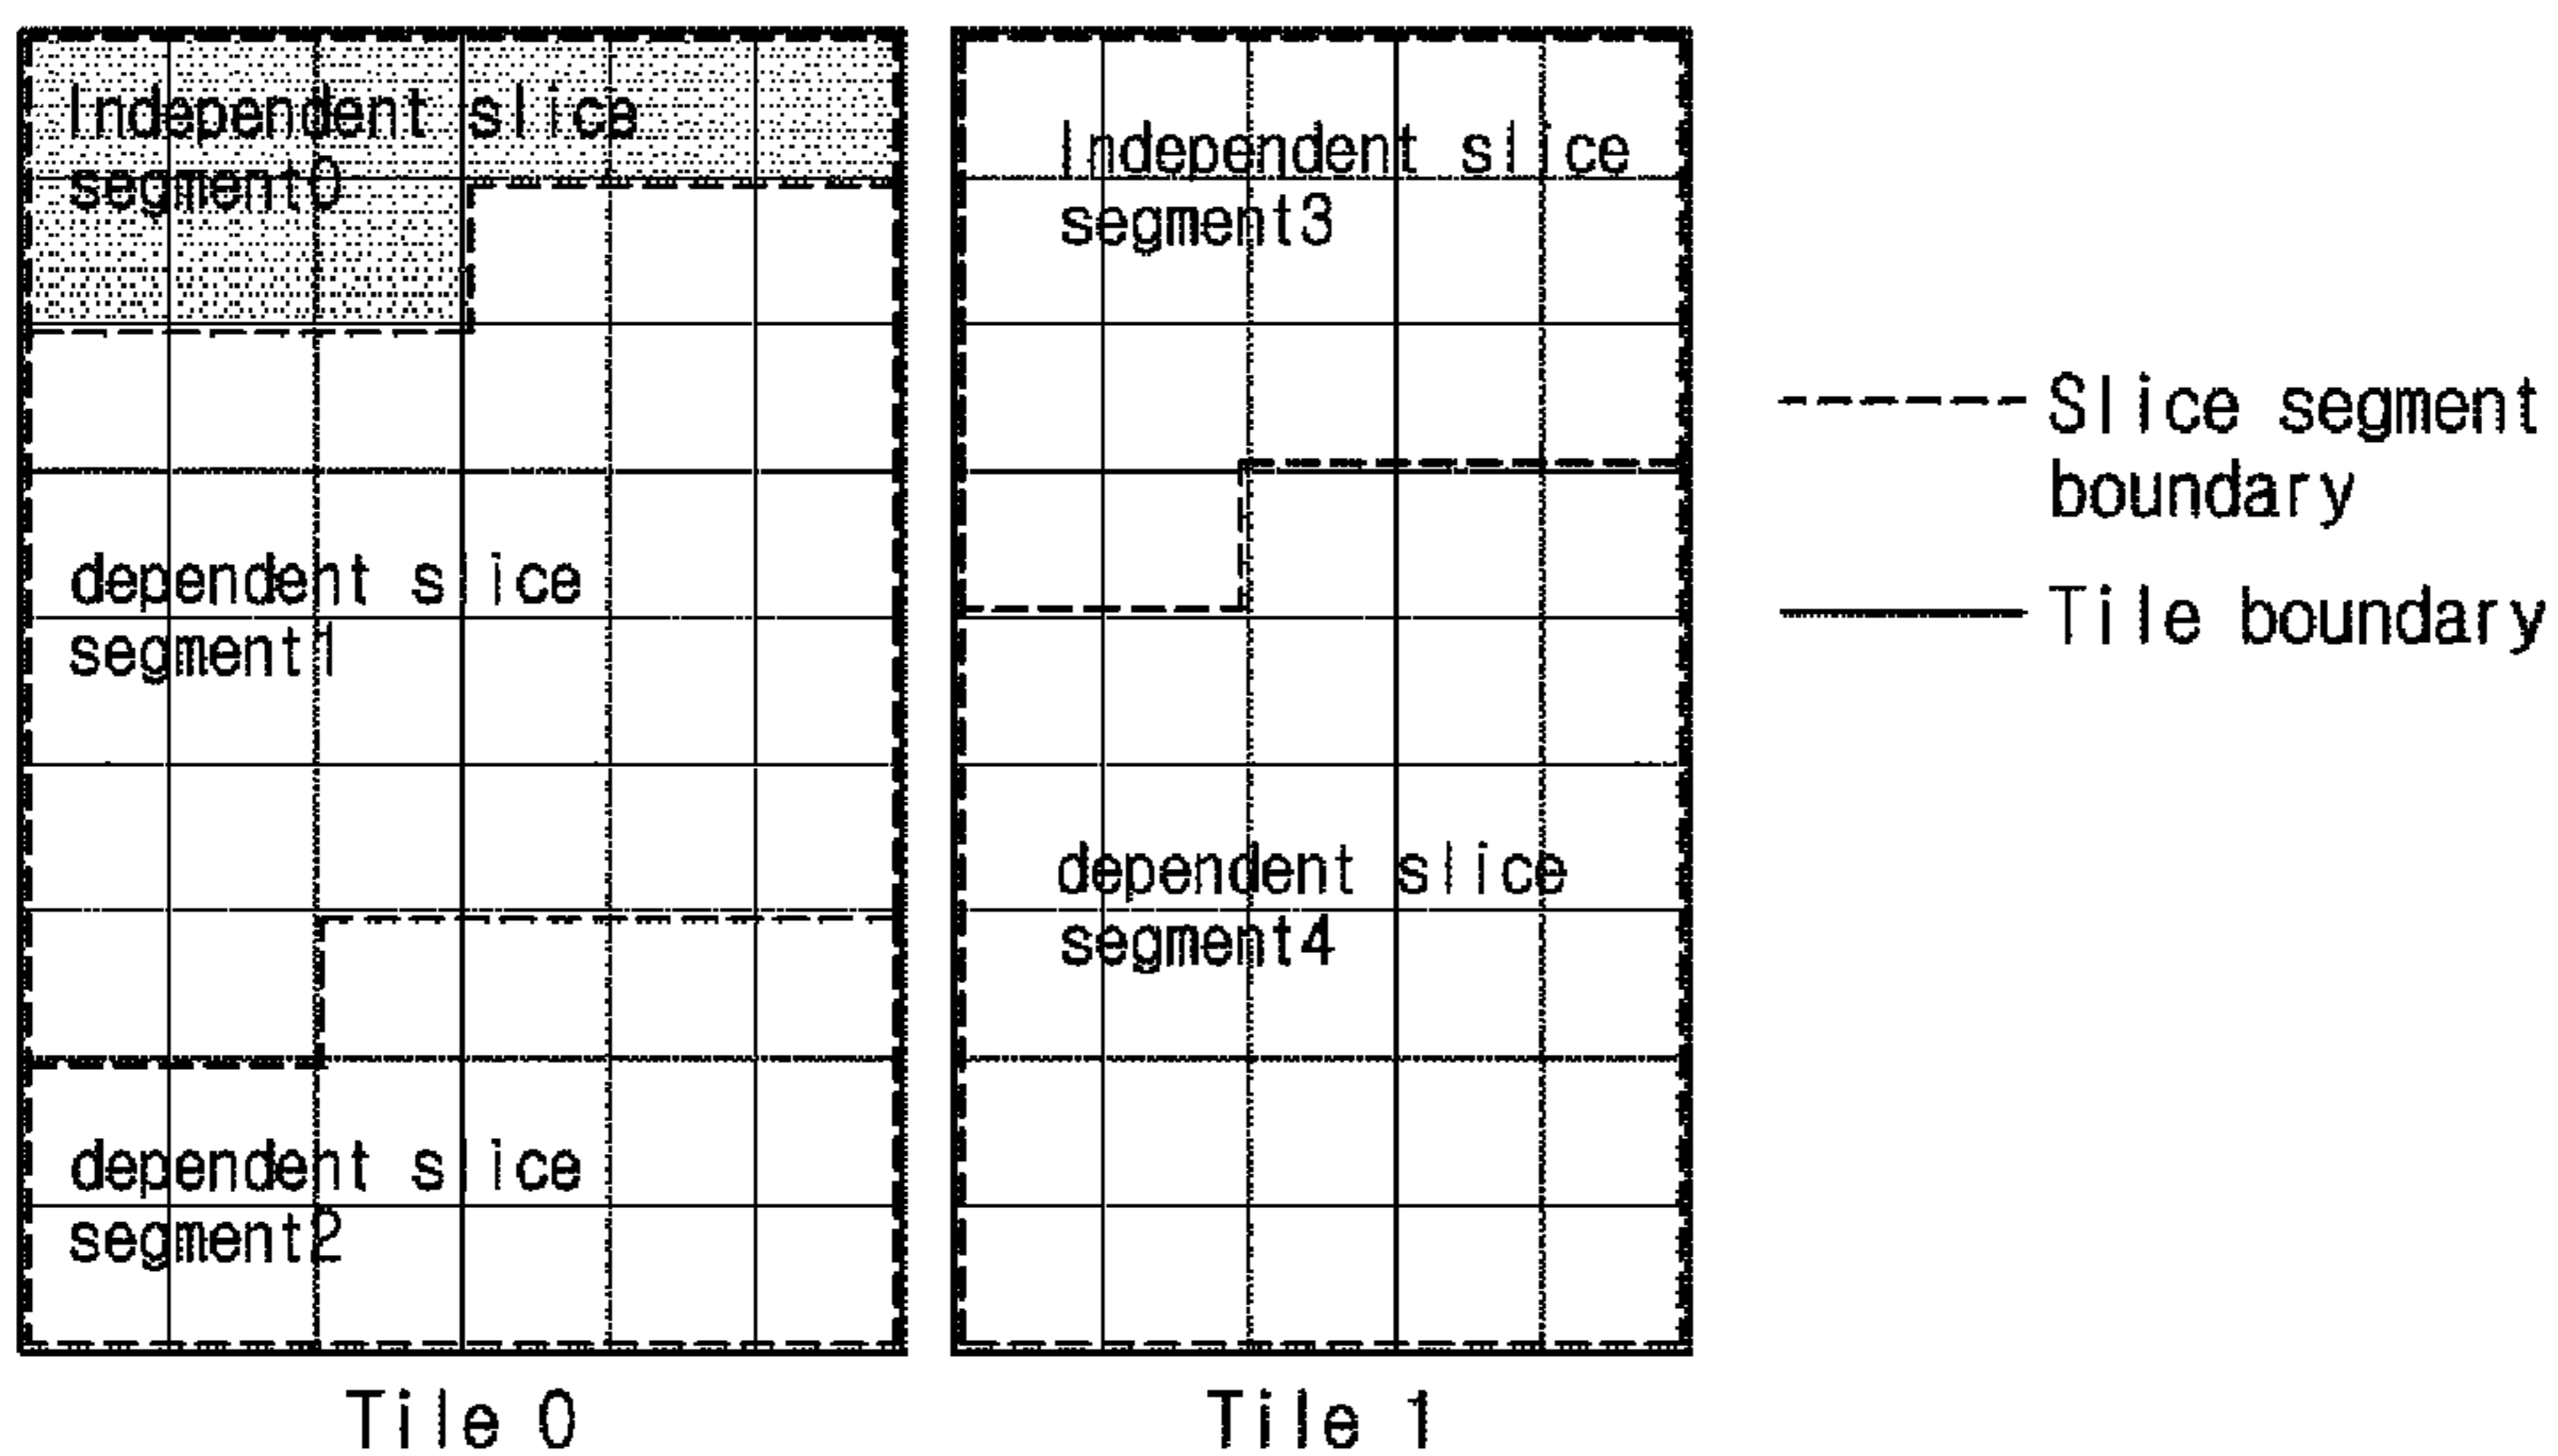 Independent slice
segment0
dependent slice
segment1
dependent slice
segment2
Tile 0
Independent slice
segment3
dependent slice
segment4
Tile 1
Slice segment
boundary
Tile boundary